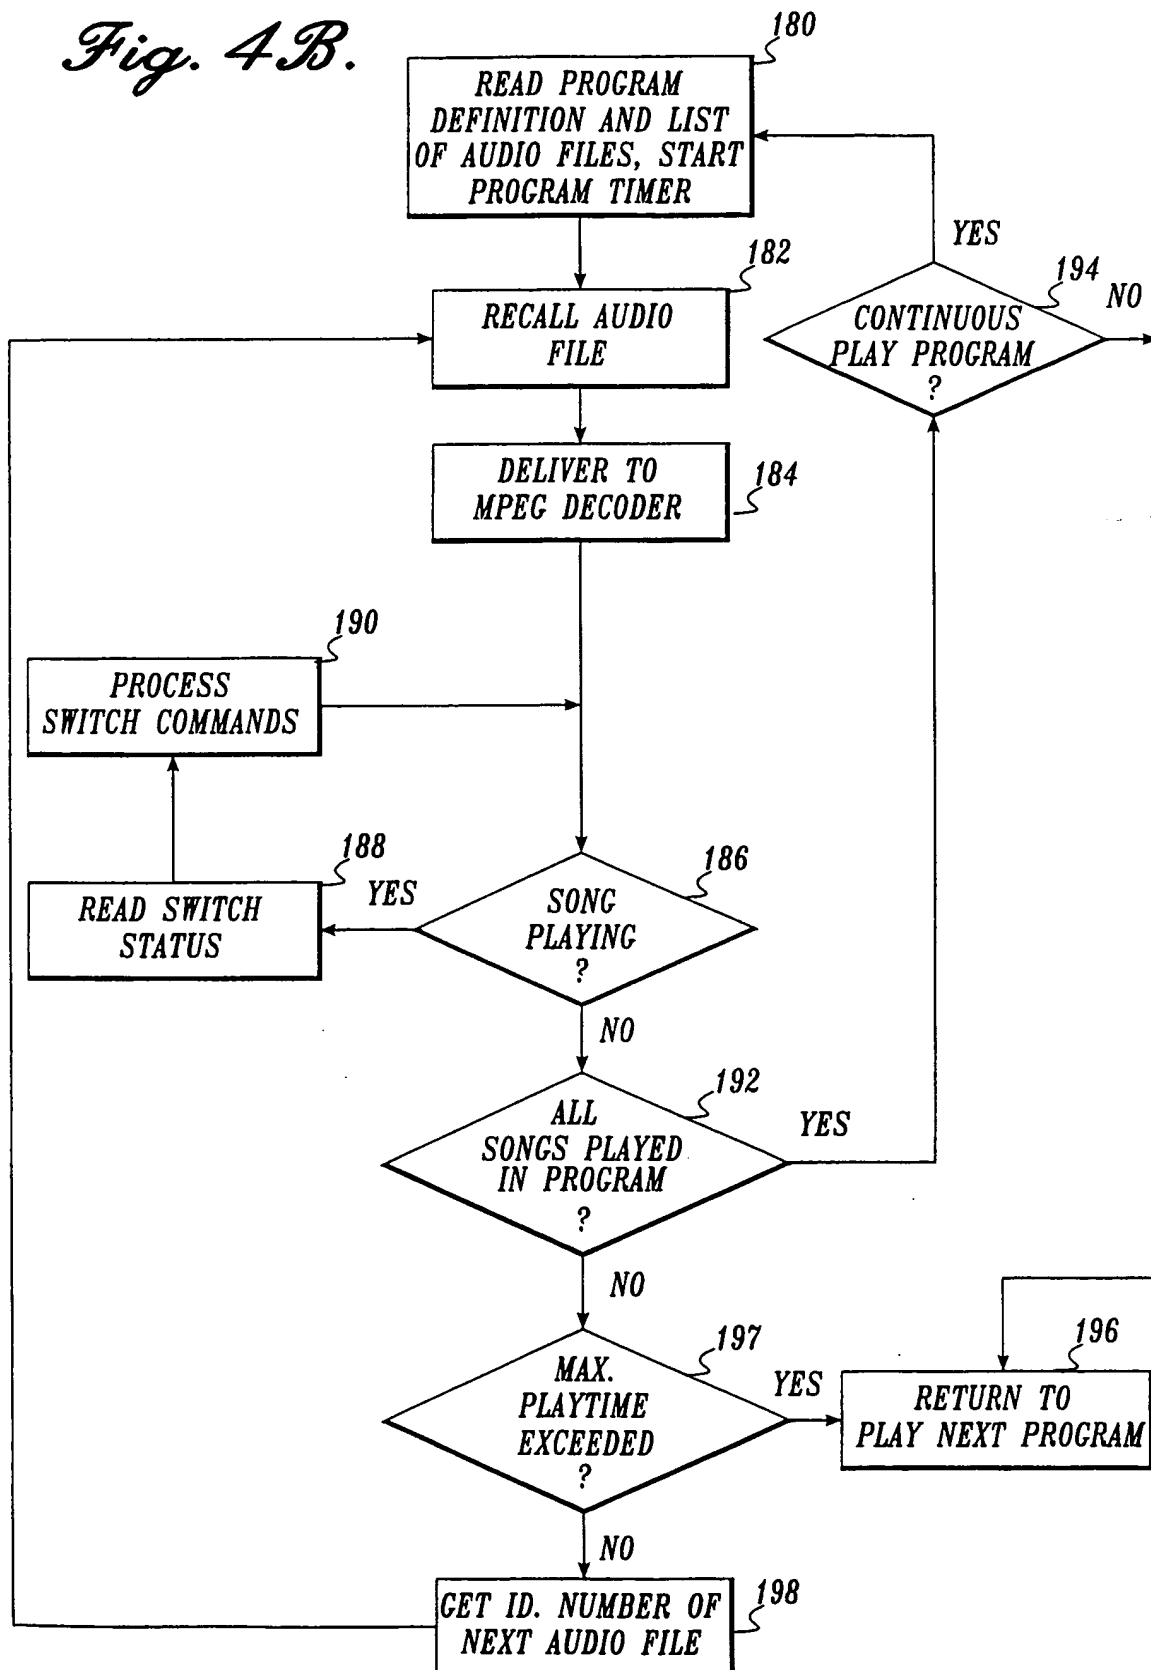 Fig. 4B.
180
READ PROGRAM
DEFINITION AND LIST
OF AUDIO FILES, START
PROGRAM TIMER
YES
182
RECALL AUDIO
FILE
194
NO
CONTINUOUS
PLAY PROGRAM
?
DELIVER TO
MPEG DECODER
184
190
PROCESS
SWITCH COMMANDS
188
READ SWITCH
STATUS
YES
186
SONG
PLAYING
?
NO
192
ALL
SONGS PLAYED
IN PROGRAM
?
YES
NO
197
MAX.
PLAYTIME
EXCEEDED
?
YES
196
RETURN TO
PLAY NEXT PROGRAM
NO
GET ID. NUMBER OF
NEXT AUDIO FILE
198